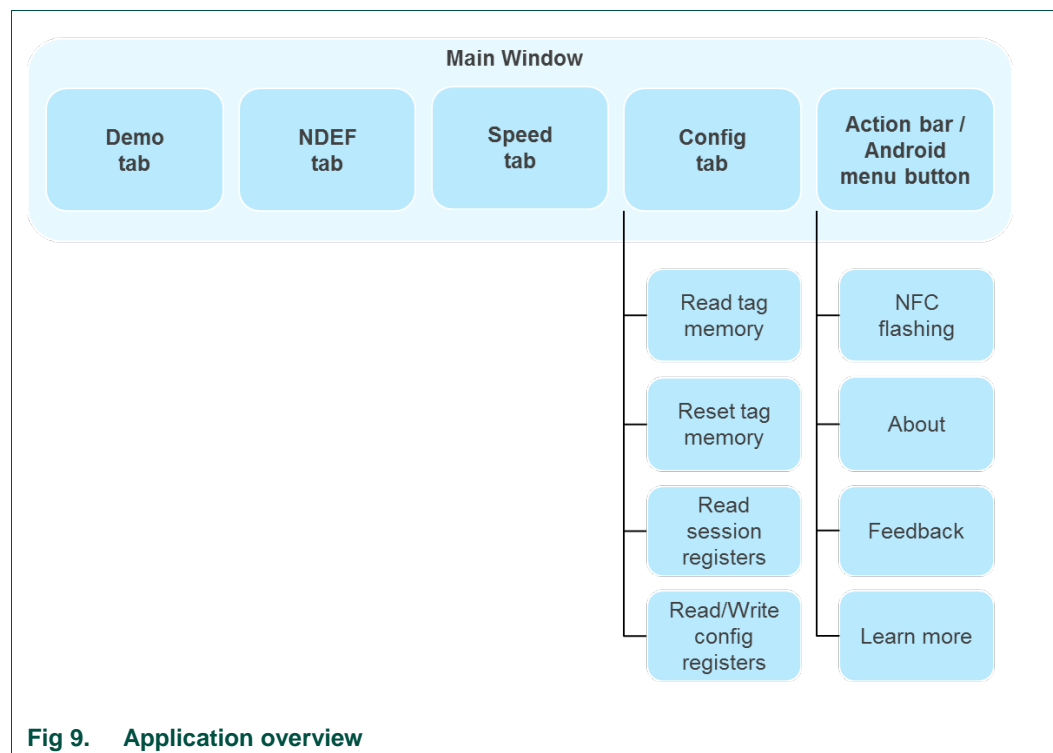 Main Window
Demo
tab
NDEF
tab
Speed
tab
Config
tab
Action bar /
Android
menu button
Read tag
memory
Reset tag
memory
Read
session
registers
Read/Write
config
registers
NFC
flashing
About
Feedback
Learn more
Fig 9. Application overview